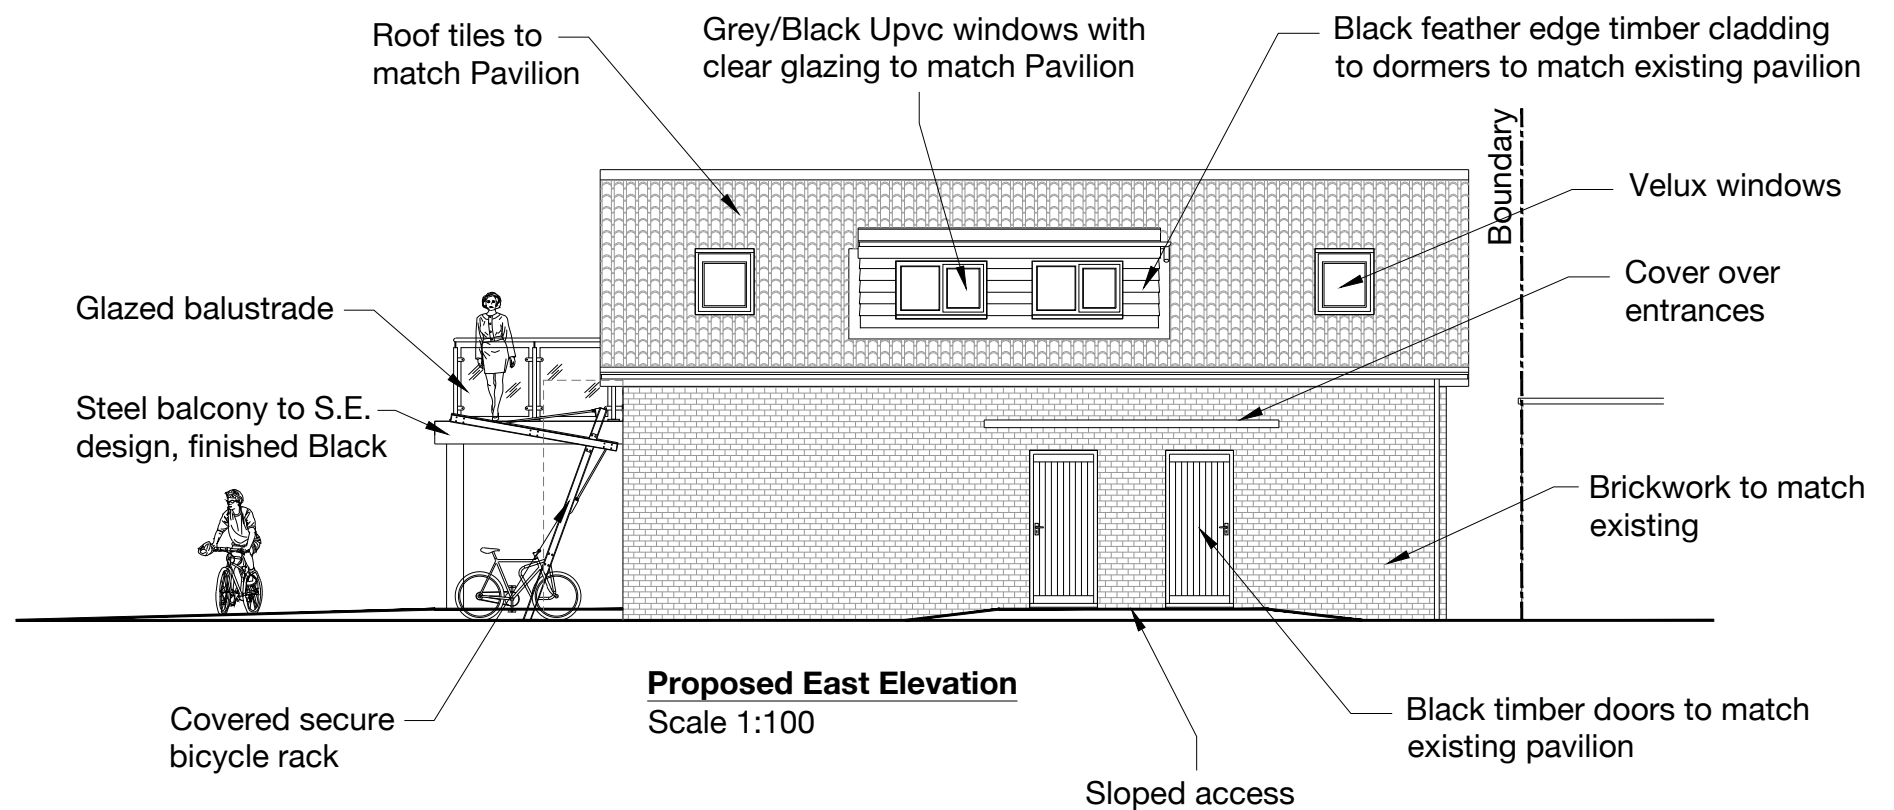 Roof tiles to
match Pavilion
Grey/Black Upvc windows with
clear glazing to match Pavilion
Black feather edge timber cladding
to dormers to match existing pavilion
Boundary
Velux windows
Cover over
entrances
Glazed balustrade
Steel balcony to S.E.
design, finished Black
Brickwork to match
existing
Proposed East Elevation
Scale 1:100
Covered secure
bicycle rack
Black timber doors to match
existing pavilion
Sloped access